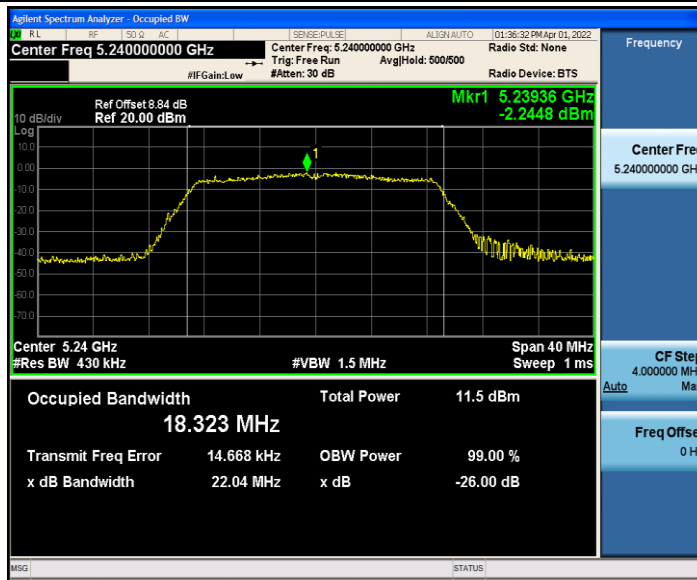 Agilent Spectrum Analyzer - Occupied BW
RL RF 50 Ω AC SENSE:PULSE ALIGNAUTO 01:36:32 PM Apr 01, 2022
Center Freq 5.240000000 GHz
Center Freq: 5.240000000 GHz Radio Std: None
Trig: Free Run Avg|Hold: 500/500
#IFGain:Low #Atten: 30 dB Radio Device: BTS
Ref Offset 8.84 dB
Mkr1 5.23936 GHz
10 dB/div Ref 20.00 dBm -2.2448 dBm
Log
10.0
0.00
-10.0
-20.0
-30.0
-40.0
-50.0
-60.0
-70.0
1
Center 5.24 GHz Span 40 MHz
#Res BW 430 kHz #VBW 1.5 MHz Sweep 1 ms
Occupied Bandwidth Total Power 11.5 dBm
18.323 MHz
Transmit Freq Error 14.668 kHz OBW Power 99.00 %
x dB Bandwidth 22.04 MHz x dB -26.00 dB
MSG STATUS
Frequency
Center Fre
5.240000000 GH
CF Step
4.000000 MH
Auto Ma
Freq Offse
0 H